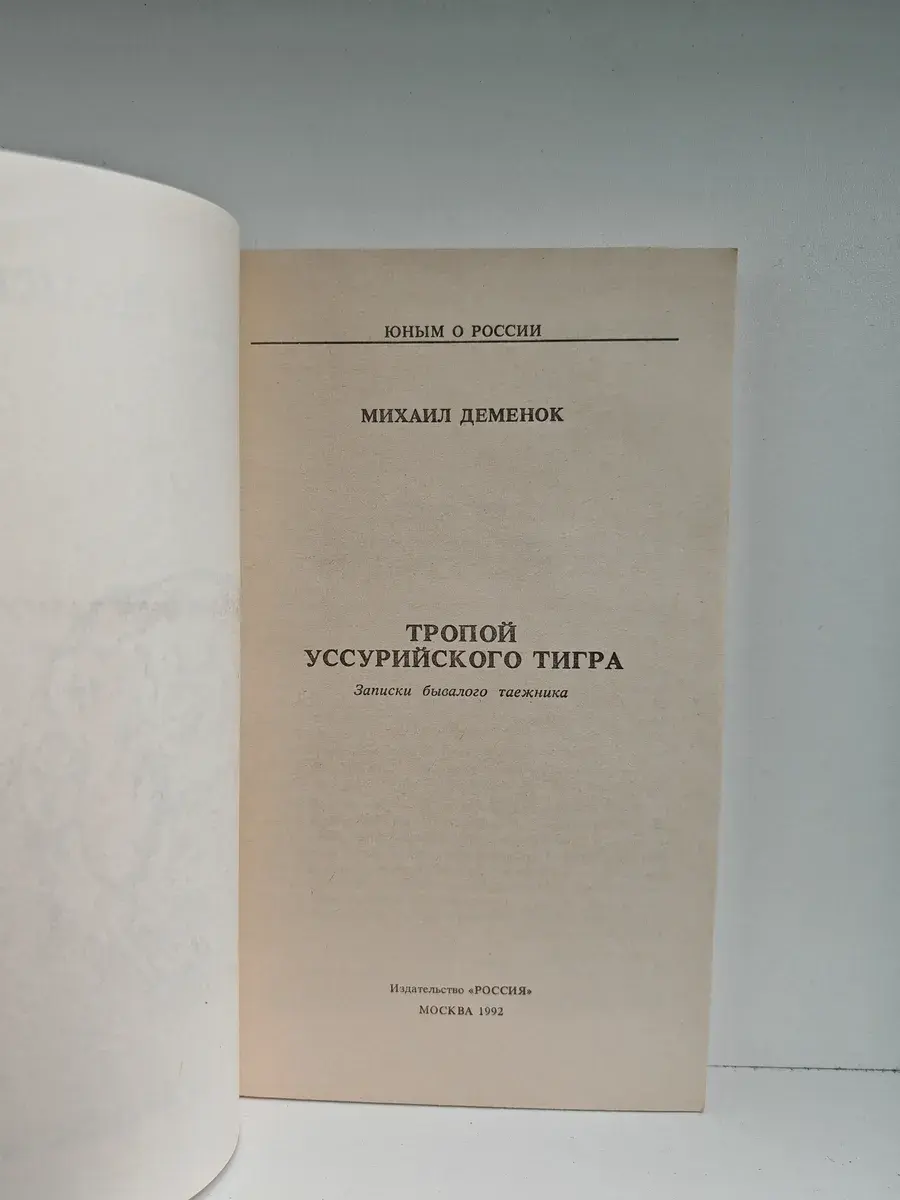 ЮНЫМ О РОССИИ
МИХАИЛ ДЕМЕНОК
ТРОПОЙ
УССУРИЙСКОГО ТИГРА
Записки бывалого таежника
Издательство «РОССИЯ»
МОСКВА 1992